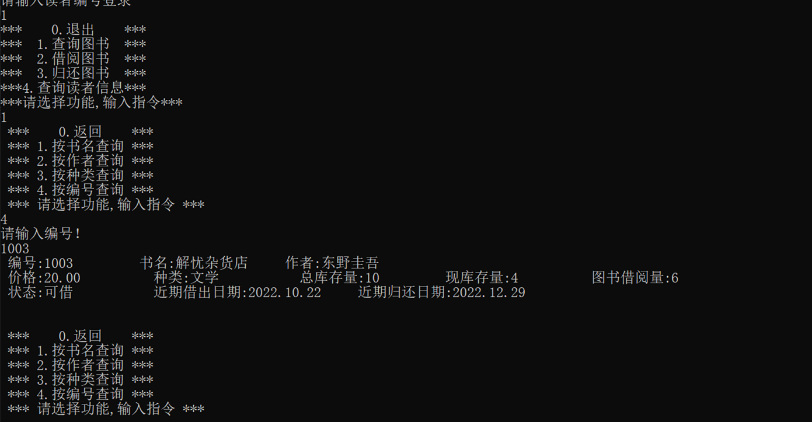 请输入读者编号登录
1
***    0.退出    ***
***  1.查询图书  ***
***  2.借阅图书  ***
***  3.归还图书  ***
***4.查询读者信息***
***请选择功能,输入指令***
1
***    0.返回    ***
*** 1.按书名查询 ***
*** 2.按作者查询 ***
*** 3.按种类查询 ***
*** 4.按编号查询 ***
*** 请选择功能,输入指令 ***
4
请输入编号!
1003
编号:1003         书名:解忧杂货店     作者:东野圭吾
价格:20.00          种类:文学           总库存量:10         现库存量:4          图书借阅量:6
状态:可借           近期借出日期:2022.10.22     近期归还日期:2022.12.29
***    0.返回    ***
*** 1.按书名查询 ***
*** 2.按作者查询 ***
*** 3.按种类查询 ***
*** 4.按编号查询 ***
*** 请选择功能,输入指令 ***